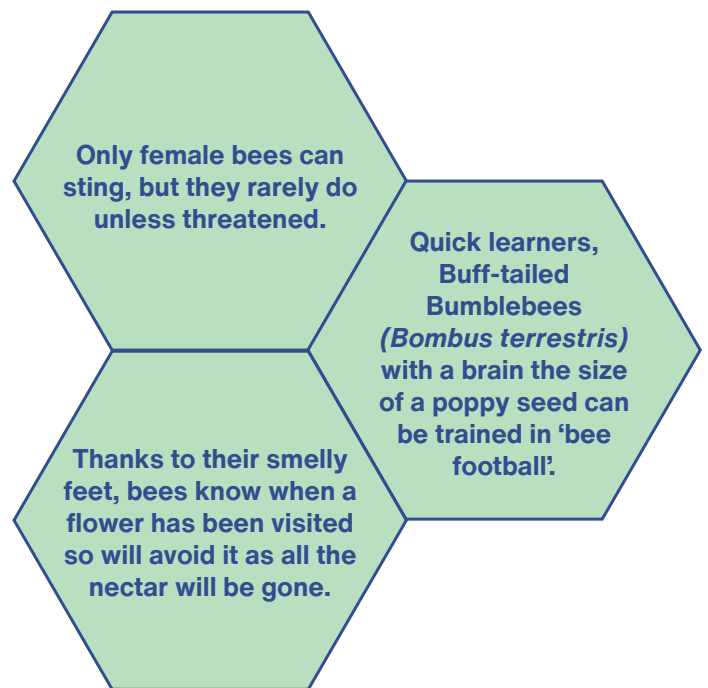 Only female bees can
sting, but they rarely do
unless threatened.
Quick learners,
Buff-tailed
Bumblebees
(Bombus terrestris)
with a brain the size
of a poppy seed can
be trained in ‘bee
football’.
Thanks to their smelly
feet, bees know when a
flower has been visited
so will avoid it as all the
nectar will be gone.